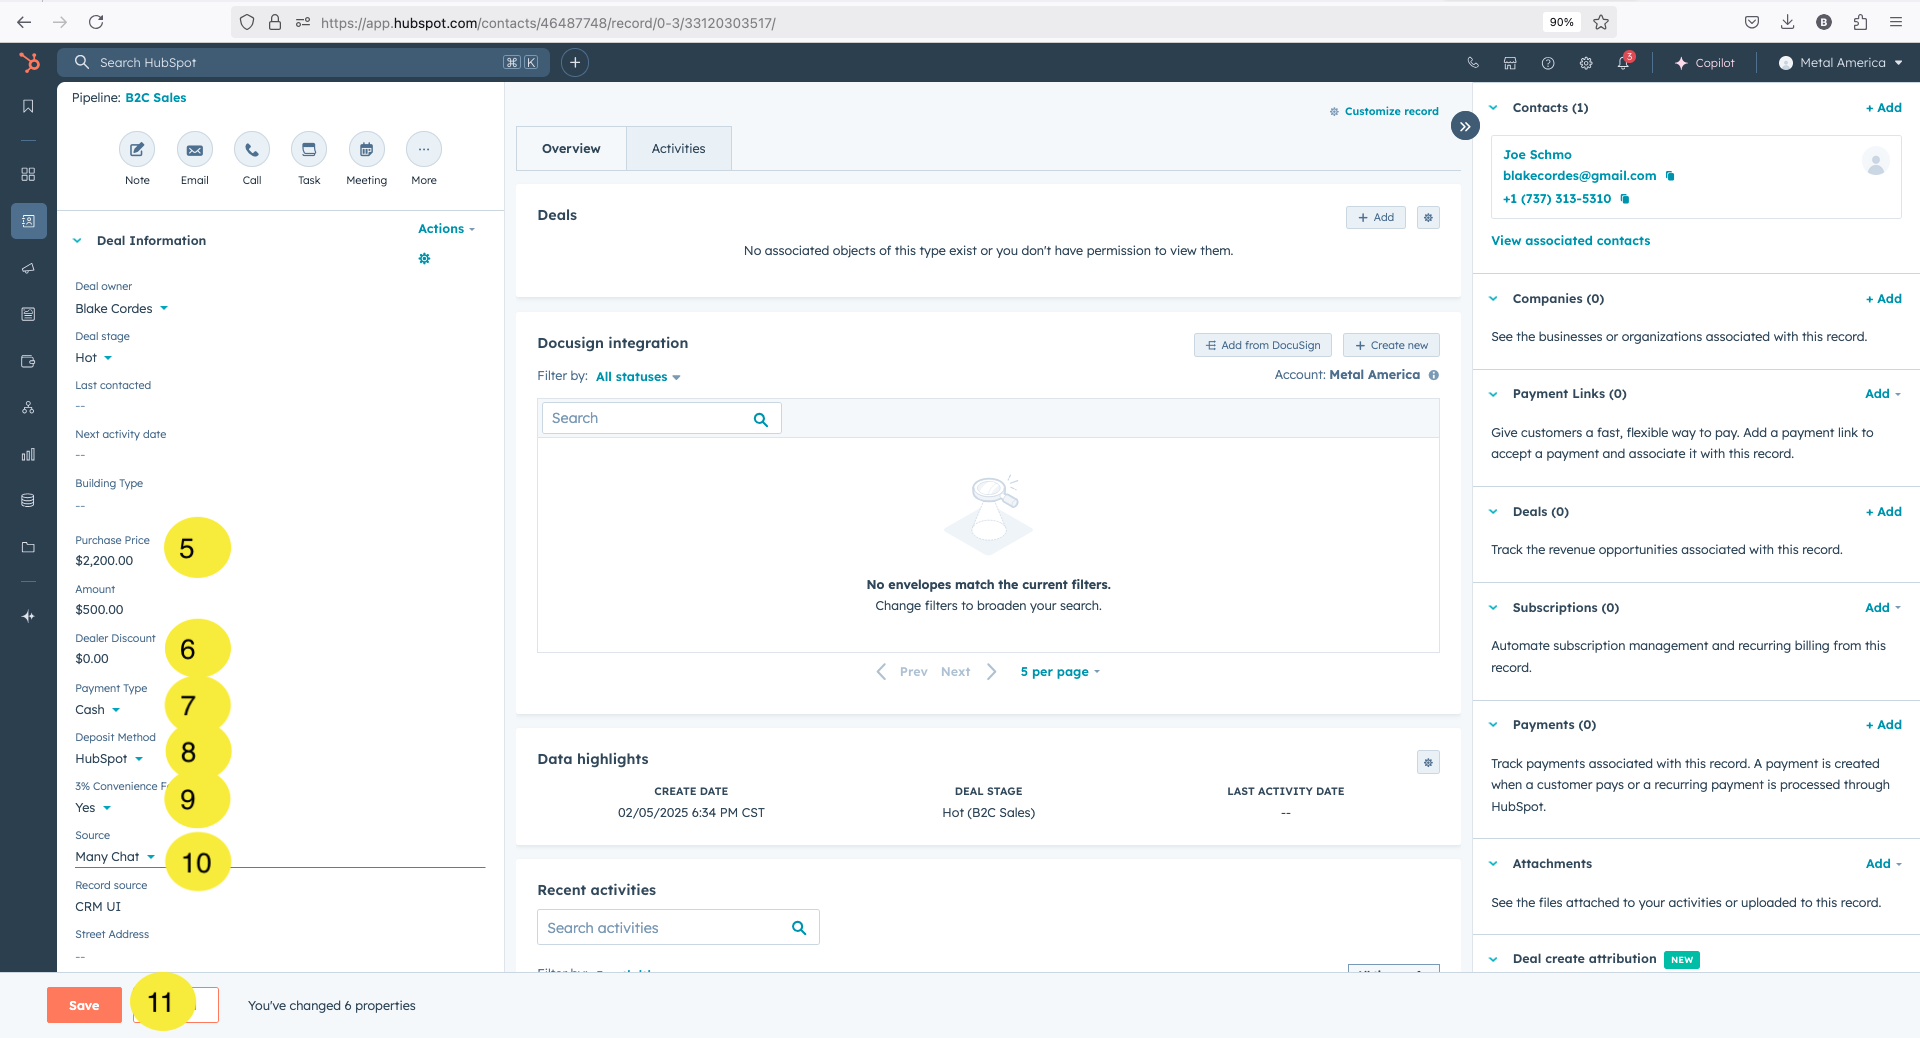 https://app.hubspot.com/contacts/46487748/record/0-3/33120303517/
90%
B
Search HubSpot
⌘ K
3
Copilot
Metal America
Pipeline: B2C Sales
Note
Email
Call
Task
Meeting
More
Deal Information
Actions
Deal owner
Blake Cordes
Deal stage
Hot
Last contacted
--
Next activity date
--
Building Type
--
Purchase Price
$2,200.00
5
Amount
$500.00
Dealer Discount
$0.00
6
Payment Type
Cash
7
Deposit Method
HubSpot
8
3% Convenience F
Yes
9
Source
Many Chat
10
Record source
CRM UI
Street Address
--
Save
11
You've changed 6 properties
Customize record
Overview
Activities
Deals
+ Add
No associated objects of this type exist or you don't have permission to view them.
Docusign integration
Add from DocuSign
+ Create new
Filter by: All statuses
Account: Metal America
Search
No envelopes match the current filters.
Change filters to broaden your search.
Prev
Next
5 per page
Data highlights
CREATE DATE
02/05/2025 6:34 PM CST
DEAL STAGE
Hot (B2C Sales)
LAST ACTIVITY DATE
--
Recent activities
Search activities
Contacts (1)
+ Add
Joe Schmo
blakecordes@gmail.com
+1 (737) 313-5310
View associated contacts
Companies (0)
+ Add
See the businesses or organizations associated with this record.
Payment Links (0)
Add
Give customers a fast, flexible way to pay. Add a payment link to
accept a payment and associate it with this record.
Deals (0)
+ Add
Track the revenue opportunities associated with this record.
Subscriptions (0)
Add
Automate subscription management and recurring billing from this
record.
Payments (0)
+ Add
Track payments associated with this record. A payment is created
when a customer pays or a recurring payment is processed through
HubSpot.
Attachments
Add
See the files attached to your activities or uploaded to this record.
Deal create attribution
NEW